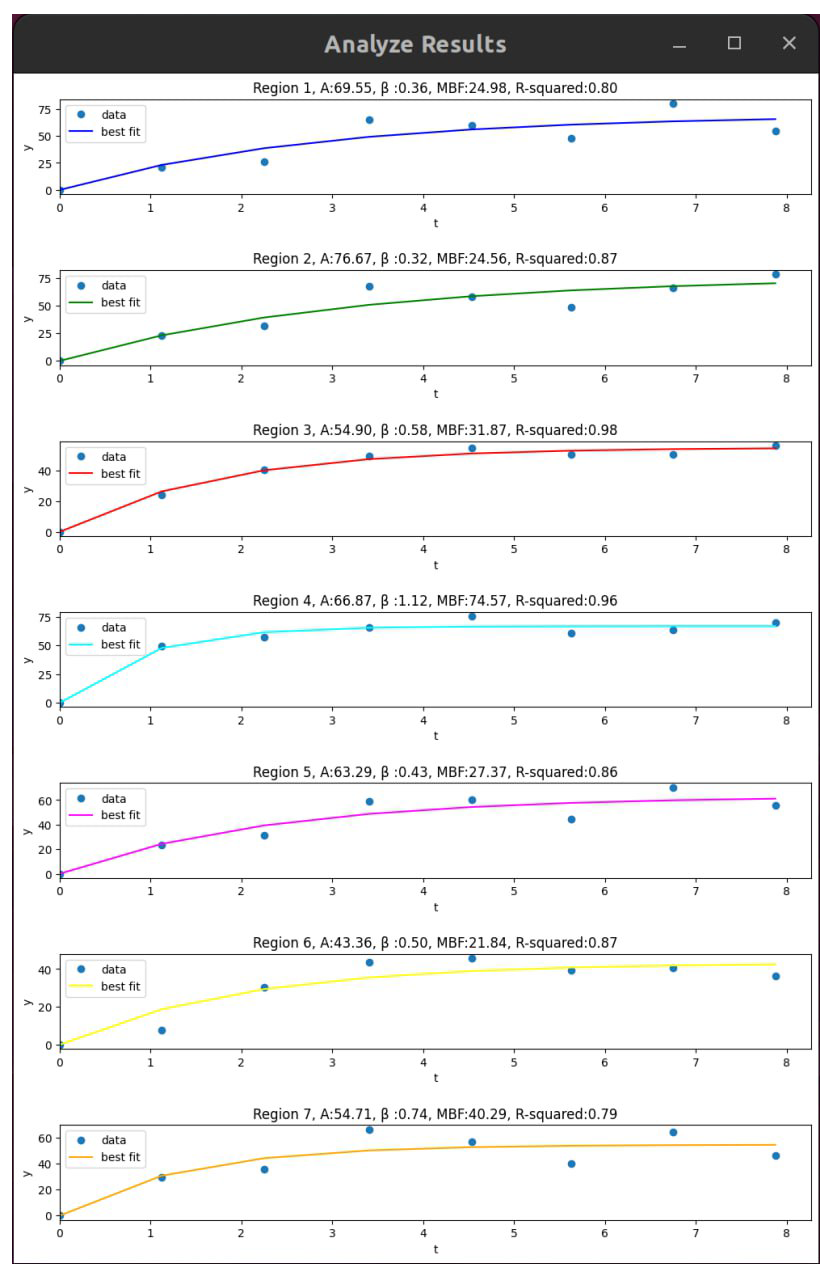 Analyze Results
Region 1, A:69.55, β :0.36, MBF:24.98, R-squared:0.80
data
best fit
75
50
25
0
y
0 1 2 3 4 5 6 7 8
t
Region 2, A:76.67, β :0.32, MBF:24.56, R-squared:0.87
data
best fit
75
50
25
0
y
0 1 2 3 4 5 6 7 8
t
Region 3, A:54.90, β :0.58, MBF:31.87, R-squared:0.98
data
best fit
40
20
0
y
0 1 2 3 4 5 6 7 8
t
Region 4, A:66.87, β :1.12, MBF:74.57, R-squared:0.96
data
best fit
75
50
25
0
y
0 1 2 3 4 5 6 7 8
t
Region 5, A:63.29, β :0.43, MBF:27.37, R-squared:0.86
data
best fit
60
40
20
0
y
0 1 2 3 4 5 6 7 8
t
Region 6, A:43.36, β :0.50, MBF:21.84, R-squared:0.87
data
best fit
40
20
0
y
0 1 2 3 4 5 6 7 8
t
Region 7, A:54.71, β :0.74, MBF:40.29, R-squared:0.79
data
best fit
60
40
20
0
y
0 1 2 3 4 5 6 7 8
t